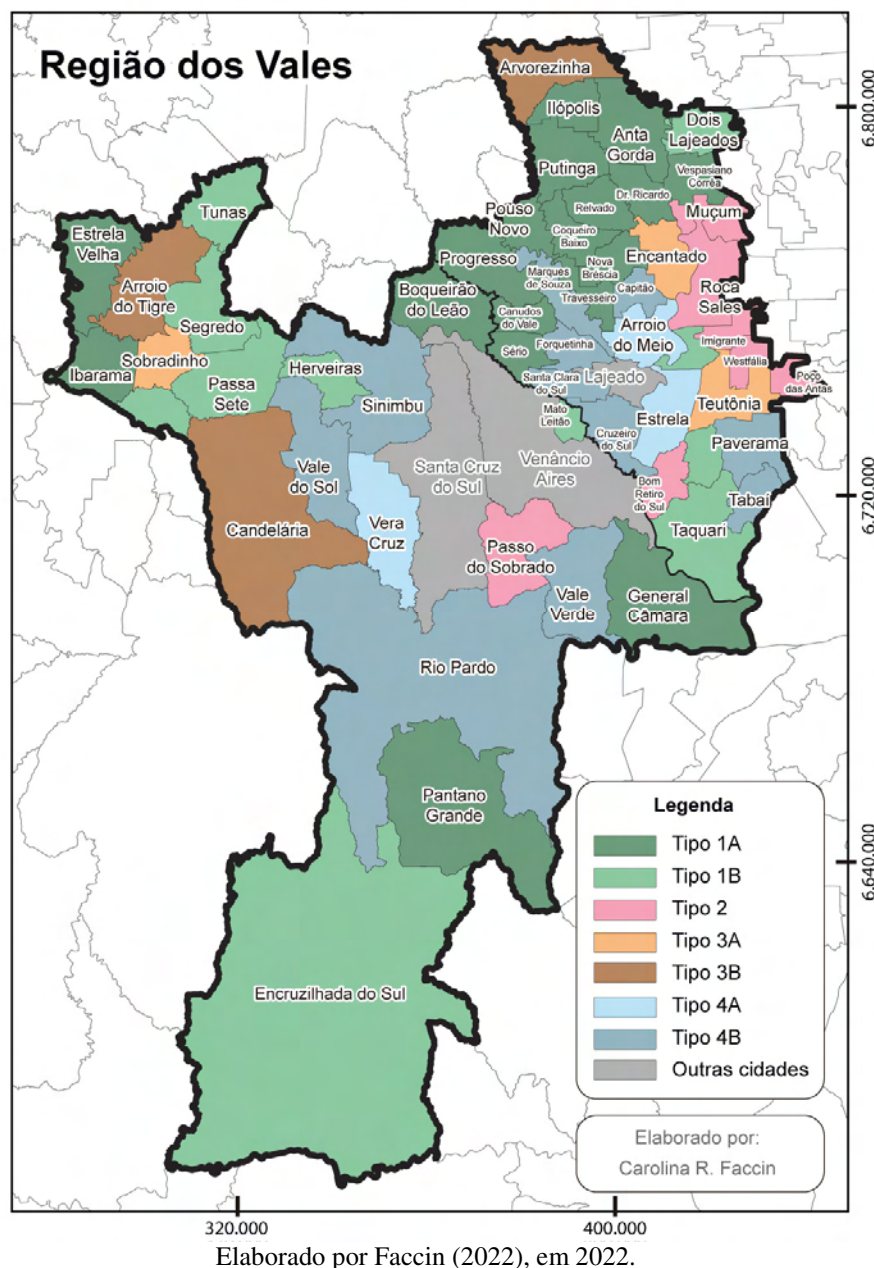 Região dos Vales
Arvorezinha
Ilópolis
Anta
Gorda
Dois
Lajeados
Putinga
Vespasiano
Corrêa
Dr. Ricardo
Tunas
Pouso
Novo
Relvado
Muçum
Estrela
Velha
Coqueiro
Baixo
Encantado
Progresso
Marques
de Souza
Nova
Bréscia
Arroio
do Tigre
Boqueirão
do Leão
Travesseiro
Capitão
Roca
Sales
Canudos
do Vale
Segredo
Arroio
do Meio
Forquetinha
Imigrante
Sobradinho
Sério
Westfália
Herveiras
Ibarama
Passa
Sete
Sinimbu
Santa Clara
do Sul
Lajeado
Poço
das Antas
Teutônia
Mato
Leitão
Estrela
Cruzeiro
do Sul
Paverama
Vale
do Sol
Santa Cruz
do Sul
Venâncio
Aires
Bom
Retiro
do Sul
Tabaí
Candelária
Vera
Cruz
Taquari
Passo
do Sobrado
Vale
Verde
General
Câmara
Rio Pardo
Pantano
Grande
Encruzilhada do Sul
6.800.000
6.720.000
6.640.000
Legenda
Tipo 1A
Tipo 1B
Tipo 2
Tipo 3A
Tipo 3B
Tipo 4A
Tipo 4B
Outras cidades
Elaborado por:
Carolina R. Faccin
320.000
400.000
Elaborado por Faccin (2022), em 2022.